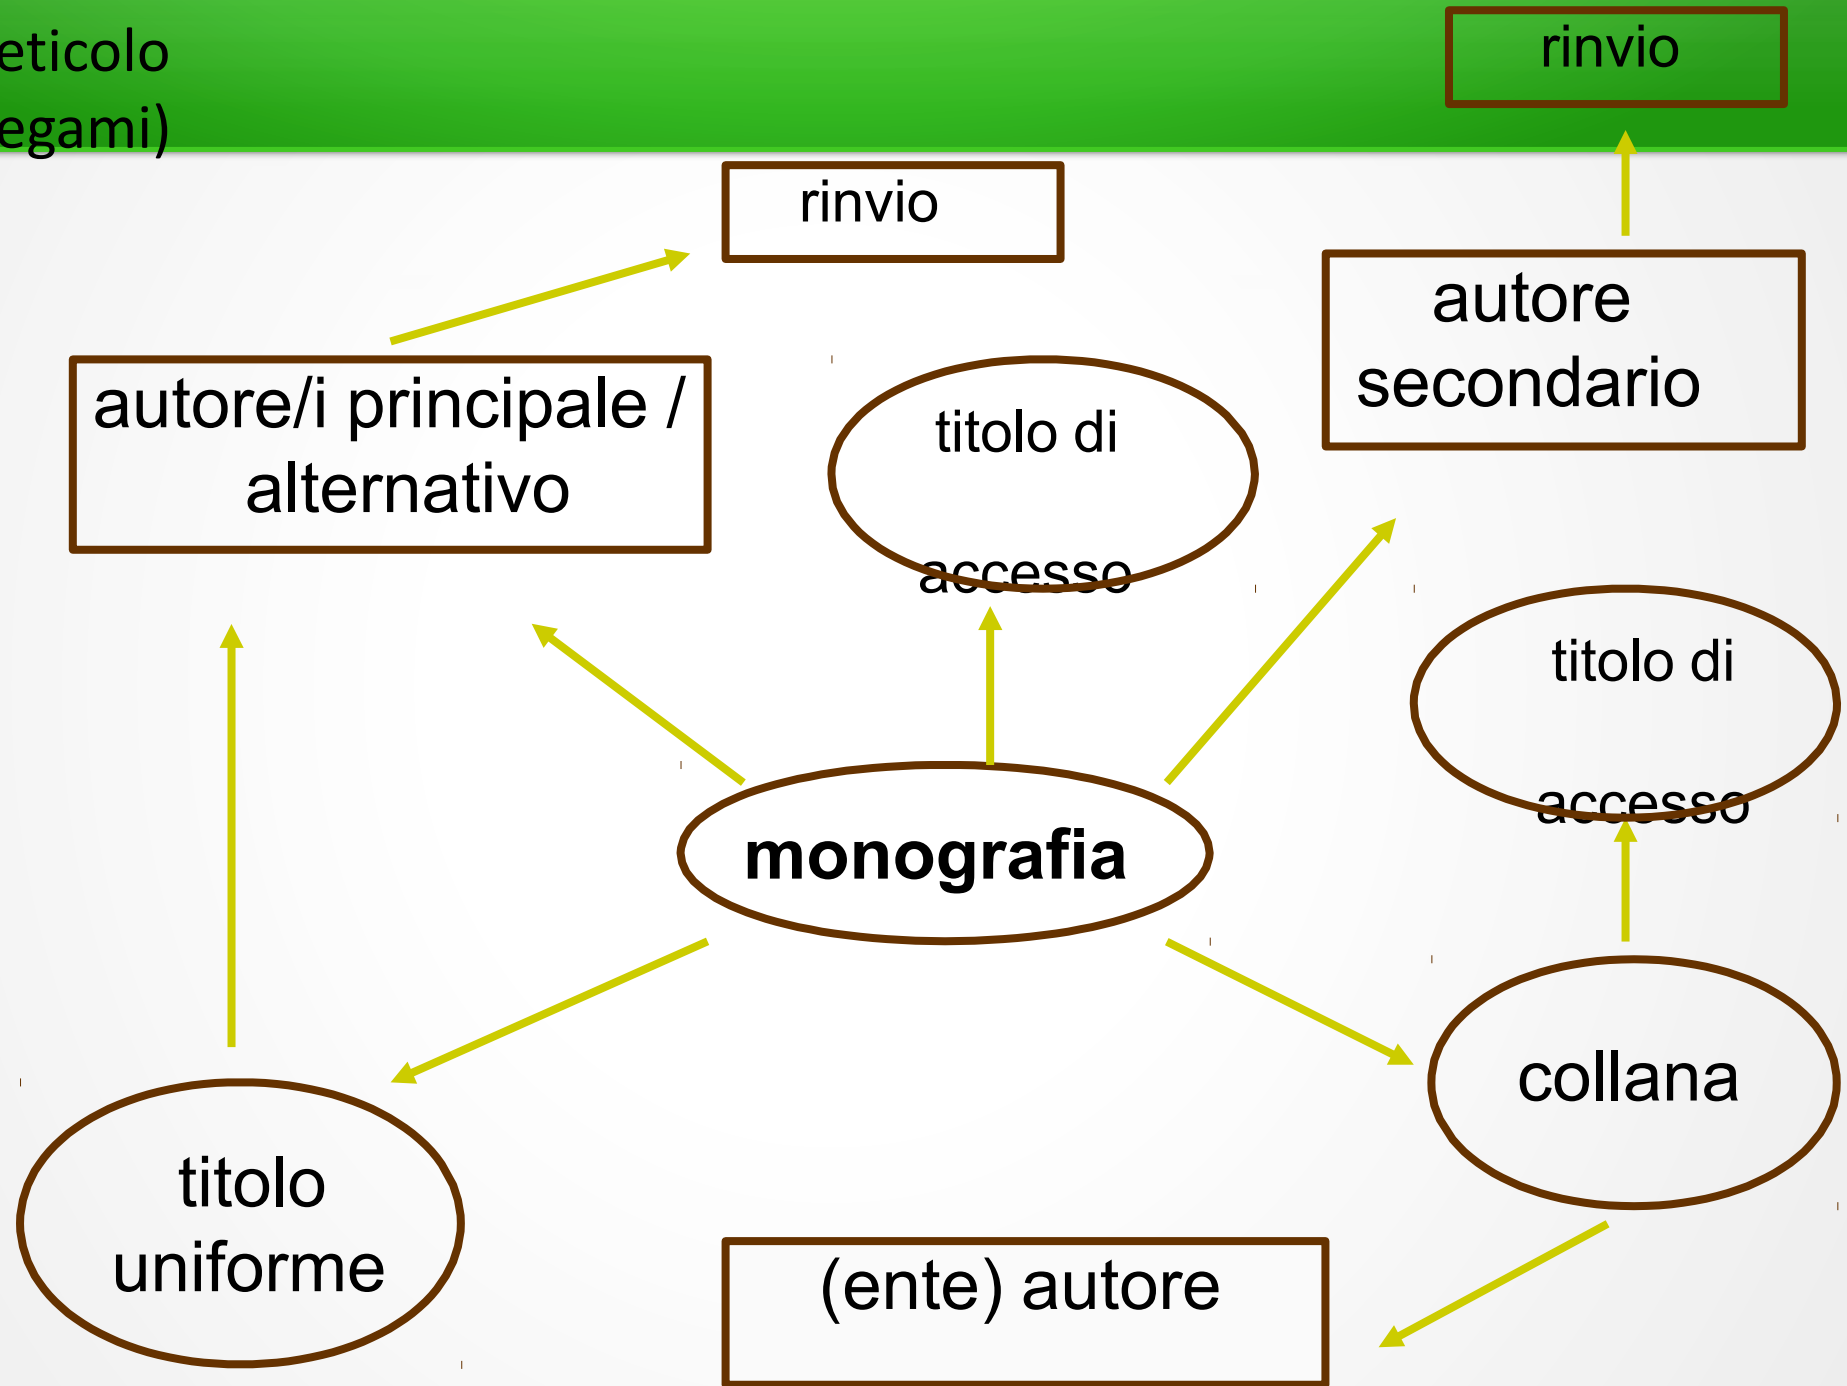 eticolo
egami)
rinvio
rinvio
autore
secondario
autore/i principale /
alternativo
titolo di
accesso
titolo di
accesso
monografia
collana
titolo
uniforme
(ente) autore